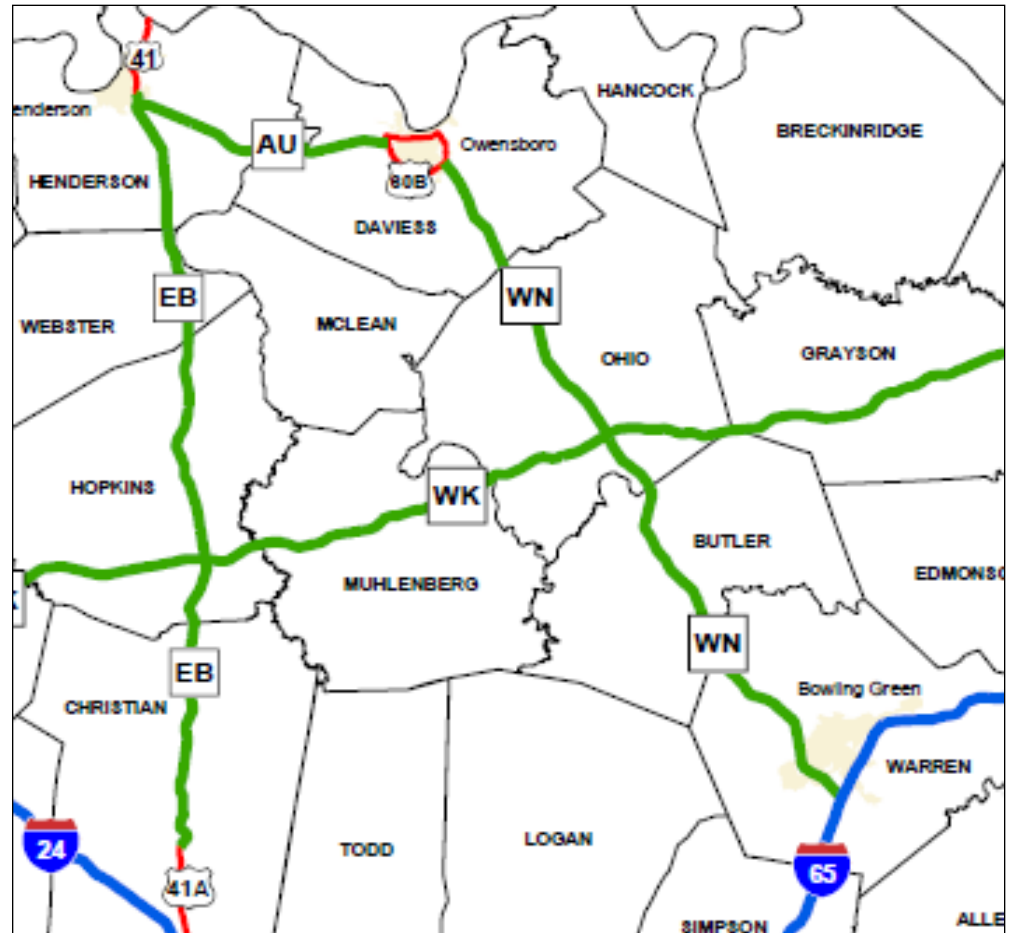 41
HANCOCK
enderson
BRECKINRIDGE
AU
Owensboro
HENDERSON
60B
DAVIESS
EB
WN
WEBSTER
MCLEAN
OHIO
GRAYSON
HOPKINS
WK
BUTLER
EDMONS
MUHLENBERG
WN
EB
Bowling Green
CHRISTIAN
WARREN
24
TODD
LOGAN
65
41A
SIMPSON
ALLE